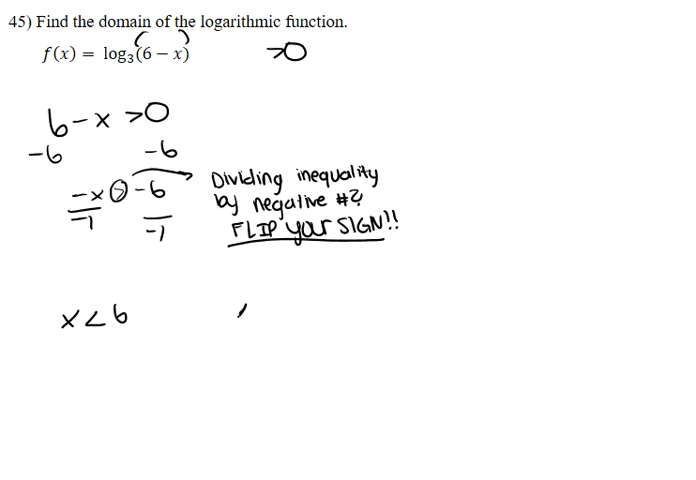 45) Find the domain of the logarithmic function.
f(x) = log₃(6 – x) >0
6-x >0
-6 -6
-x > -6
-1 -1
Dividing inequality
by negative #?
FLIP your SIGN!!
x < 6